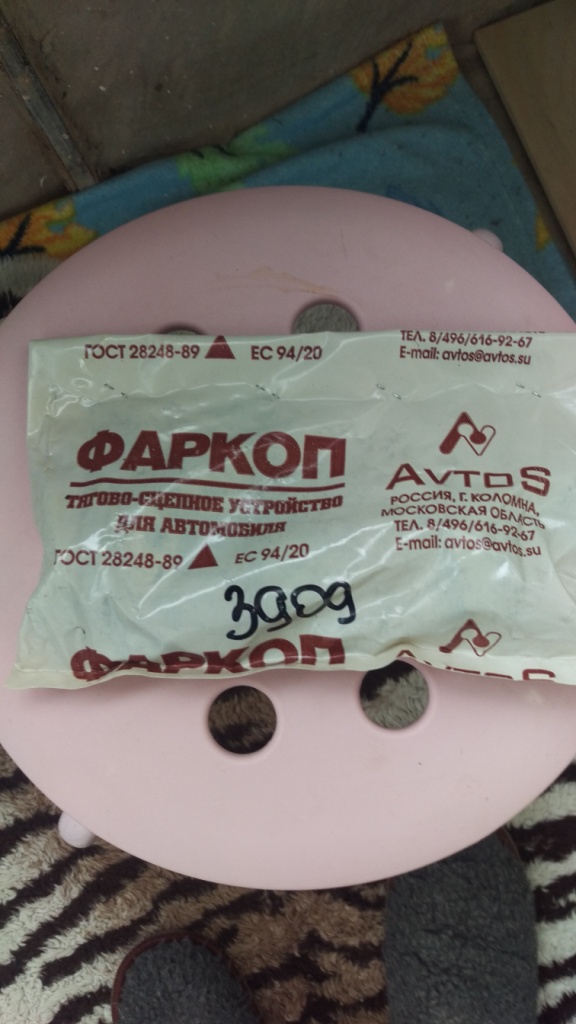 ТЕЛ. 8/496/616-92-67
ГОСТ 28248-89 ЕС 94/20
E-mail: avtos@avtos.su
ФАРКОП
ТЯГОВО-СЦЕПНОЕ УСТРОЙСТВО
ДЛЯ АВТОМОБИЛЯ
ГОСТ 28248-89 ЕС 94/20
AVTOS
РОССИЯ, Г. КОЛОМНА,
МОСКОВСКАЯ ОБЛАСТЬ
ТЕЛ. 8/496/616-92-67
E-mail: avtos@avtos.su
3909
ФАРКОП
AVTOS